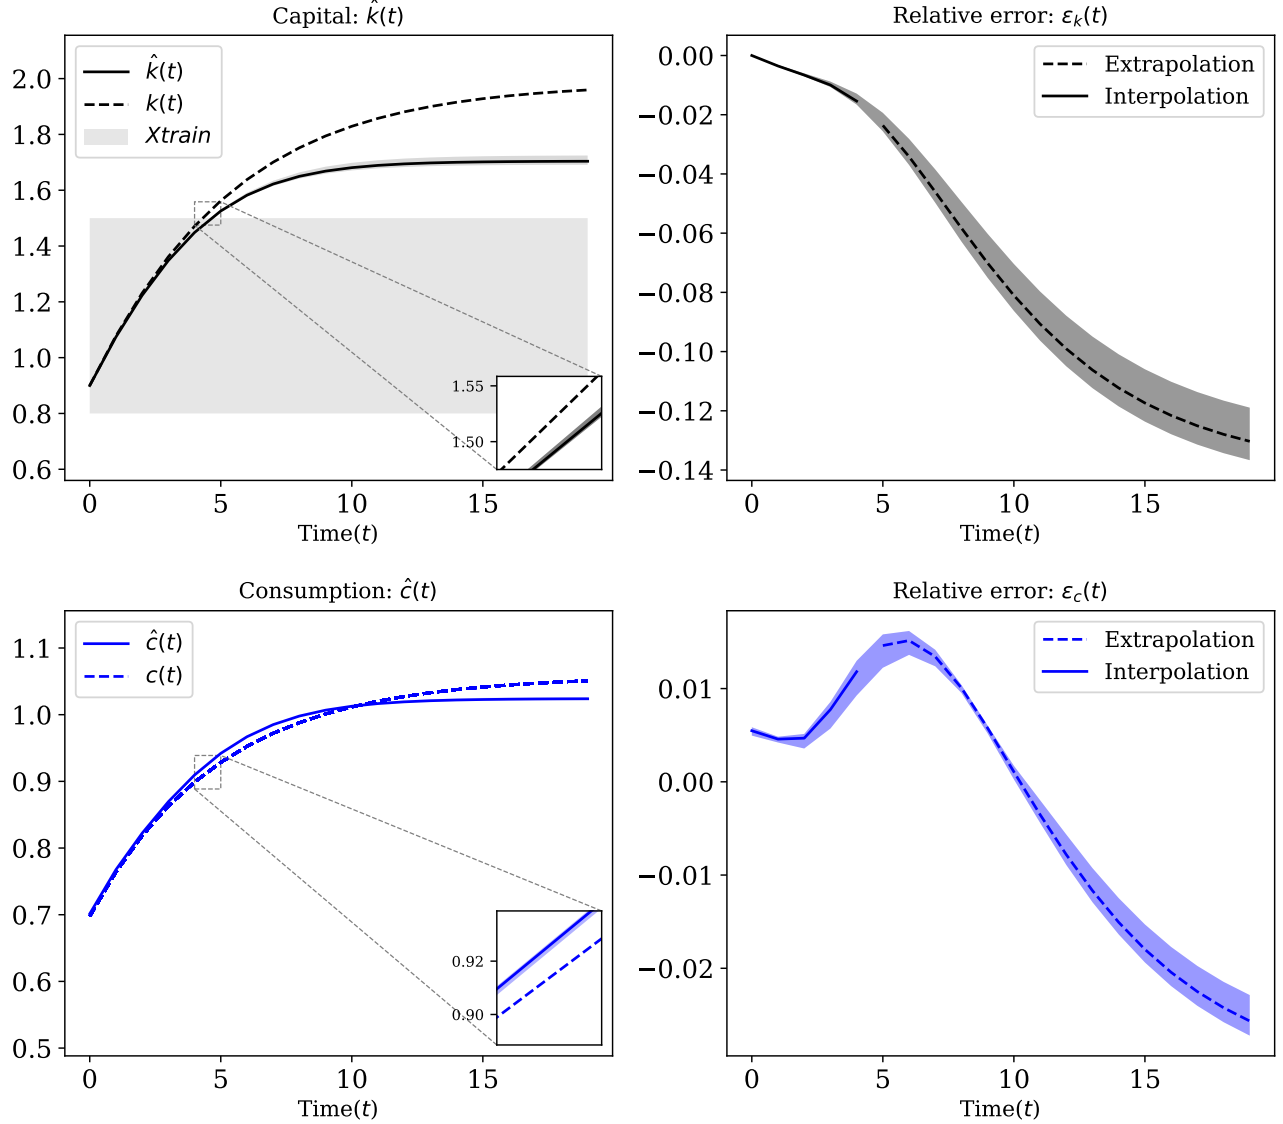 Capital: k̂(t)
2.0
1.8
1.6
1.4
1.2
1.0
0.8
0.6
k̂(t)
k(t)
Xtrain
1.55
1.50
0
5
10
15
Time(t)
Relative error: ε_k(t)
0.00
−0.02
−0.04
−0.06
−0.08
−0.10
−0.12
−0.14
Extrapolation
Interpolation
0
5
10
15
Time(t)
Consumption: ĉ(t)
1.1
1.0
0.9
0.8
0.7
0.6
0.5
ĉ(t)
c(t)
0.92
0.90
0
5
10
15
Time(t)
Relative error: ε_c(t)
0.01
0.00
−0.01
−0.02
Extrapolation
Interpolation
0
5
10
15
Time(t)